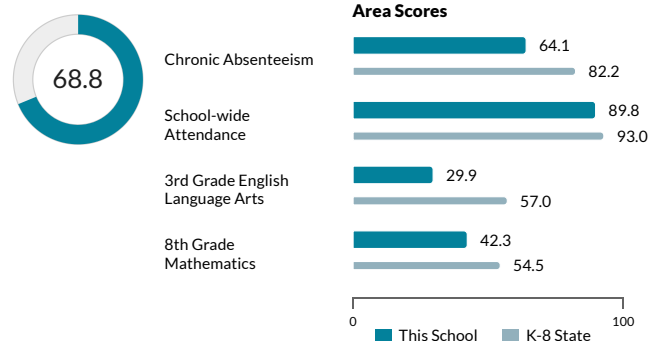 Area Scores
68.8
Chronic Absenteeism
64.1
82.2
School-wide
Attendance
89.8
93.0
3rd Grade English
Language Arts
29.9
57.0
8th Grade
Mathematics
42.3
54.5
0
100
This School
K-8 State